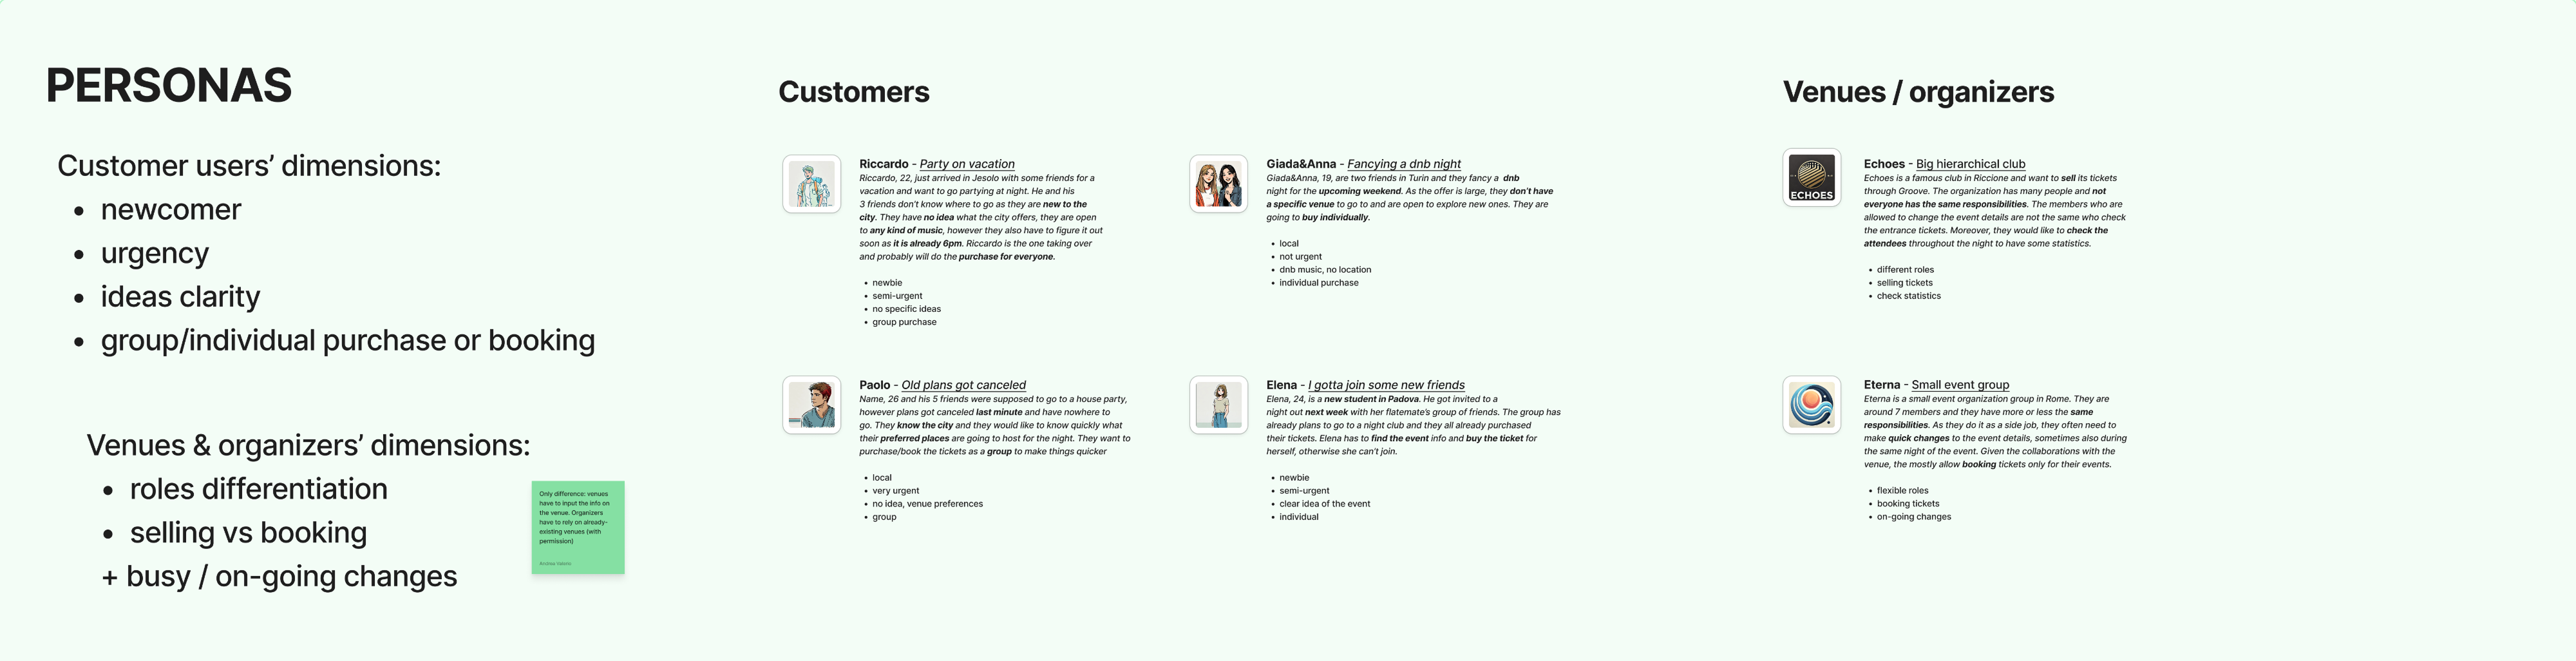 PERSONAS
Customer users’ dimensions:
• newcomer
• urgency
• ideas clarity
• group/individual purchase or booking
Venues & organizers’ dimensions:
• roles differentiation
• selling vs booking
+ busy / on-going changes
Only difference: venues
have to input the info on
the venue. Organizers
have to rely on already-
existing venues (with
permission)
Customers
Riccardo - Party on vacation
Riccardo, 22, just arrived in Jesolo with some friends for a
vacation and want to go partying at night. He and his
3 friends don’t know where to go as they are new to the
city. They have no idea what the city offers, they are open
to any kind of music, however they also have to figure it out
soon as it is already 6pm. Riccardo is the one taking over
and probably will do the purchase for everyone.
• newbie
• semi-urgent
• no specific ideas
• group purchase
Giada&Anna - Fancying a dnb night
Giada&Anna, 19, are two friends in Turin and they fancy a dnb
night for the upcoming weekend. As the offer is large, they don’t have
a specific venue to go to and are open to explore new ones. They are
going to buy individually.
• local
• not urgent
• dnb music, no location
• individual purchase
Paolo - Old plans got canceled
Name, 26 and his 5 friends were supposed to go to a house party,
however plans got canceled last minute and have nowhere to
go. They know the city and they would like to know quickly what
their preferred places are going to host for the night. They want to
purchase/book the tickets as a group to make things quicker
• local
• very urgent
• no idea, venue preferences
• group
Elena - I gotta join some new friends
Elena, 24, is a new student in Padova. He got invited to a
night out next week with her flatemate’s group of friends. The group has
already plans to go to a night club and they all already purchased
their tickets. Elena has to find the event info and buy the ticket for
herself, otherwise she can’t join.
• newbie
• semi-urgent
• clear idea of the event
• individual
Venues / organizers
ECHOES
Echoes - Big hierarchical club
Echoes is a famous club in Riccione and want to sell its tickets
through Groove. The organization has many people and not
everyone has the same responsibilities. The members who are
allowed to change the event details are not the same who check
the entrance tickets. Moreover, they would like to check the
attendees throughout the night to have some statistics.
• different roles
• selling tickets
• check statistics
Eterna - Small event group
Eterna is a small event organization group in Rome. They are
around 7 members and they have more or less the same
responsibilities. As they do it as a side job, they often need to
make quick changes to the event details, sometimes also during
the same night of the event. Given the collaborations with the
venue, the mostly allow booking tickets only for their events.
• flexible roles
• booking tickets
• on-going changes